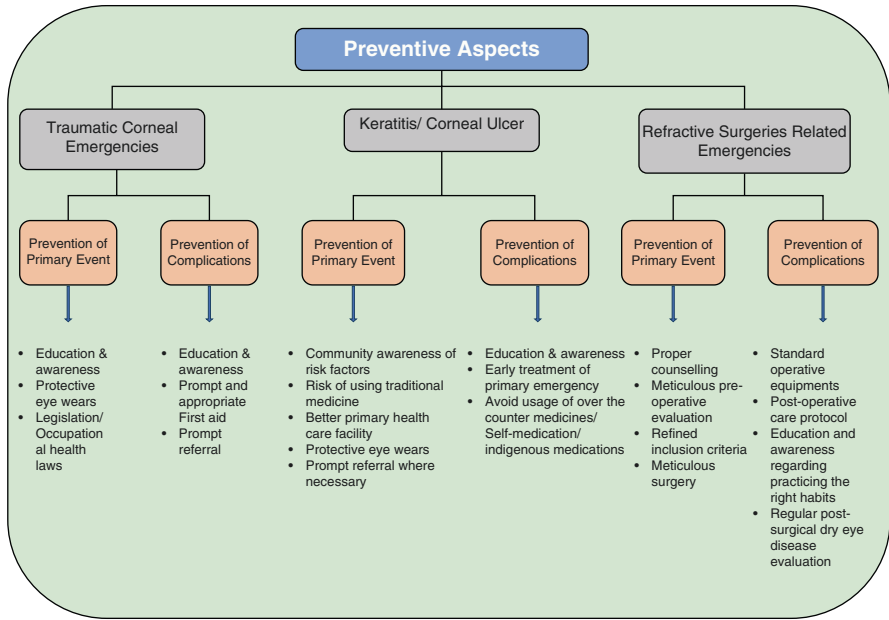 Preventive Aspects
Traumatic Corneal
Emergencies
Keratitis/ Corneal Ulcer
Refractive Surgeries Related
Emergencies
Prevention of
Primary Event
Prevention of
Complications
Prevention of
Primary Event
Prevention of
Complications
Prevention of
Primary Event
Prevention of
Complications
• Education &
awareness
• Protective
eye wears
• Legislation/
Occupation
al health
laws
• Education &
awareness
• Prompt and
appropriate
First aid
• Prompt
referral
• Community awareness of
risk factors
• Risk of using traditional
medicine
• Better primary health
care facility
• Protective eye wears
• Prompt referral where
necessary
• Education & awareness
• Early treatment of
primary emergency
• Avoid usage of over the
counter medicines/
Self-medication/
indigenous medications
• Proper
counselling
• Meticulous pre-
operative
evaluation
• Refined
inclusion criteria
• Meticulous
surgery
• Standard
operative
equipments
• Post-operative
care protocol
• Education and
awareness
regarding
practicing the
right habits
• Regular post-
surgical dry eye
disease
evaluation